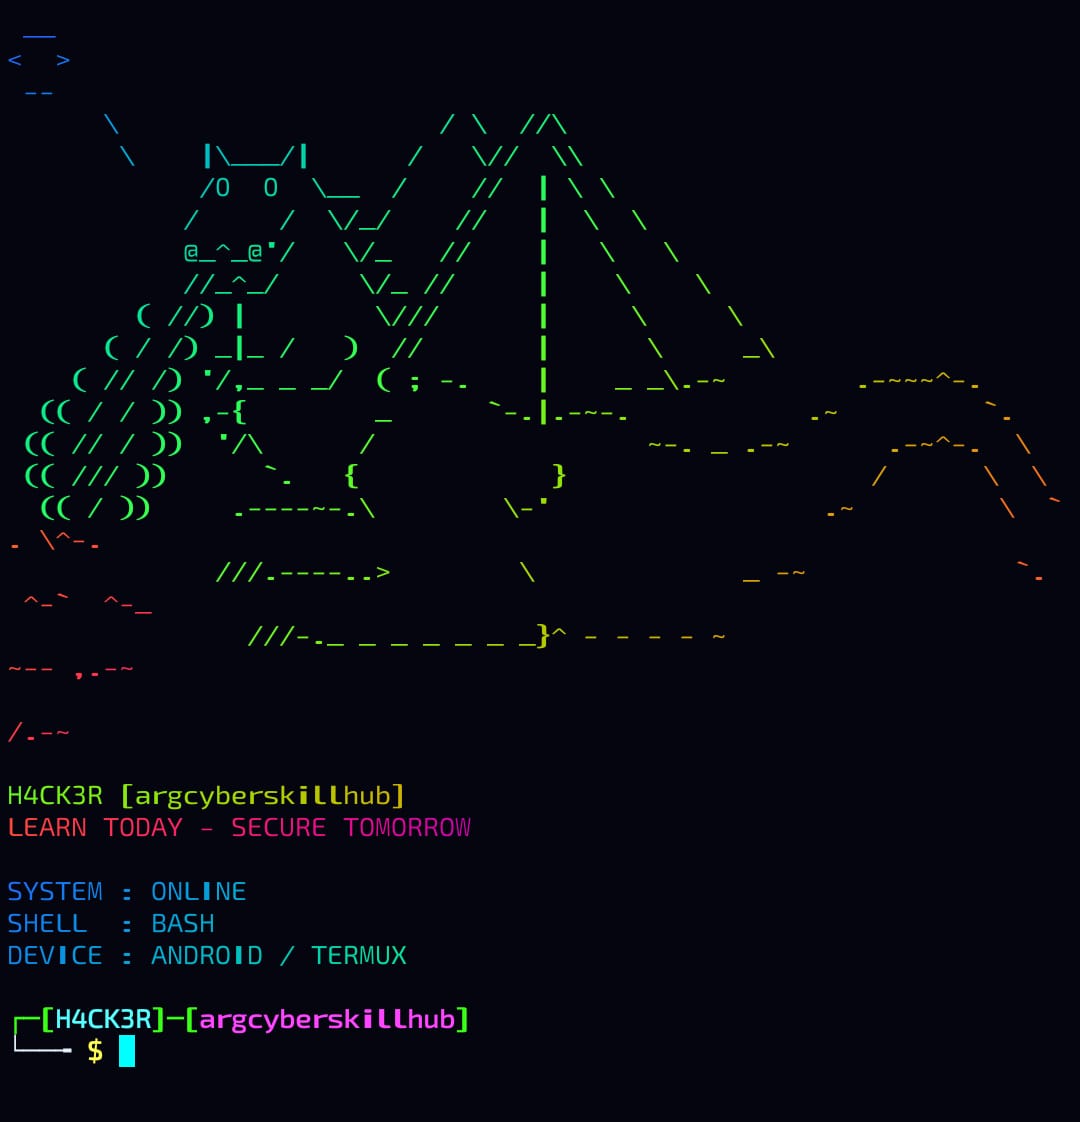 H4CK3R [argcyberskillhub]
LEARN TODAY - SECURE TOMORROW
SYSTEM : ONLINE
SHELL  : BASH
DEVICE : ANDROID / TERMUX
┌─[H4CK3R]─[argcyberskillhub]
└──╼ $